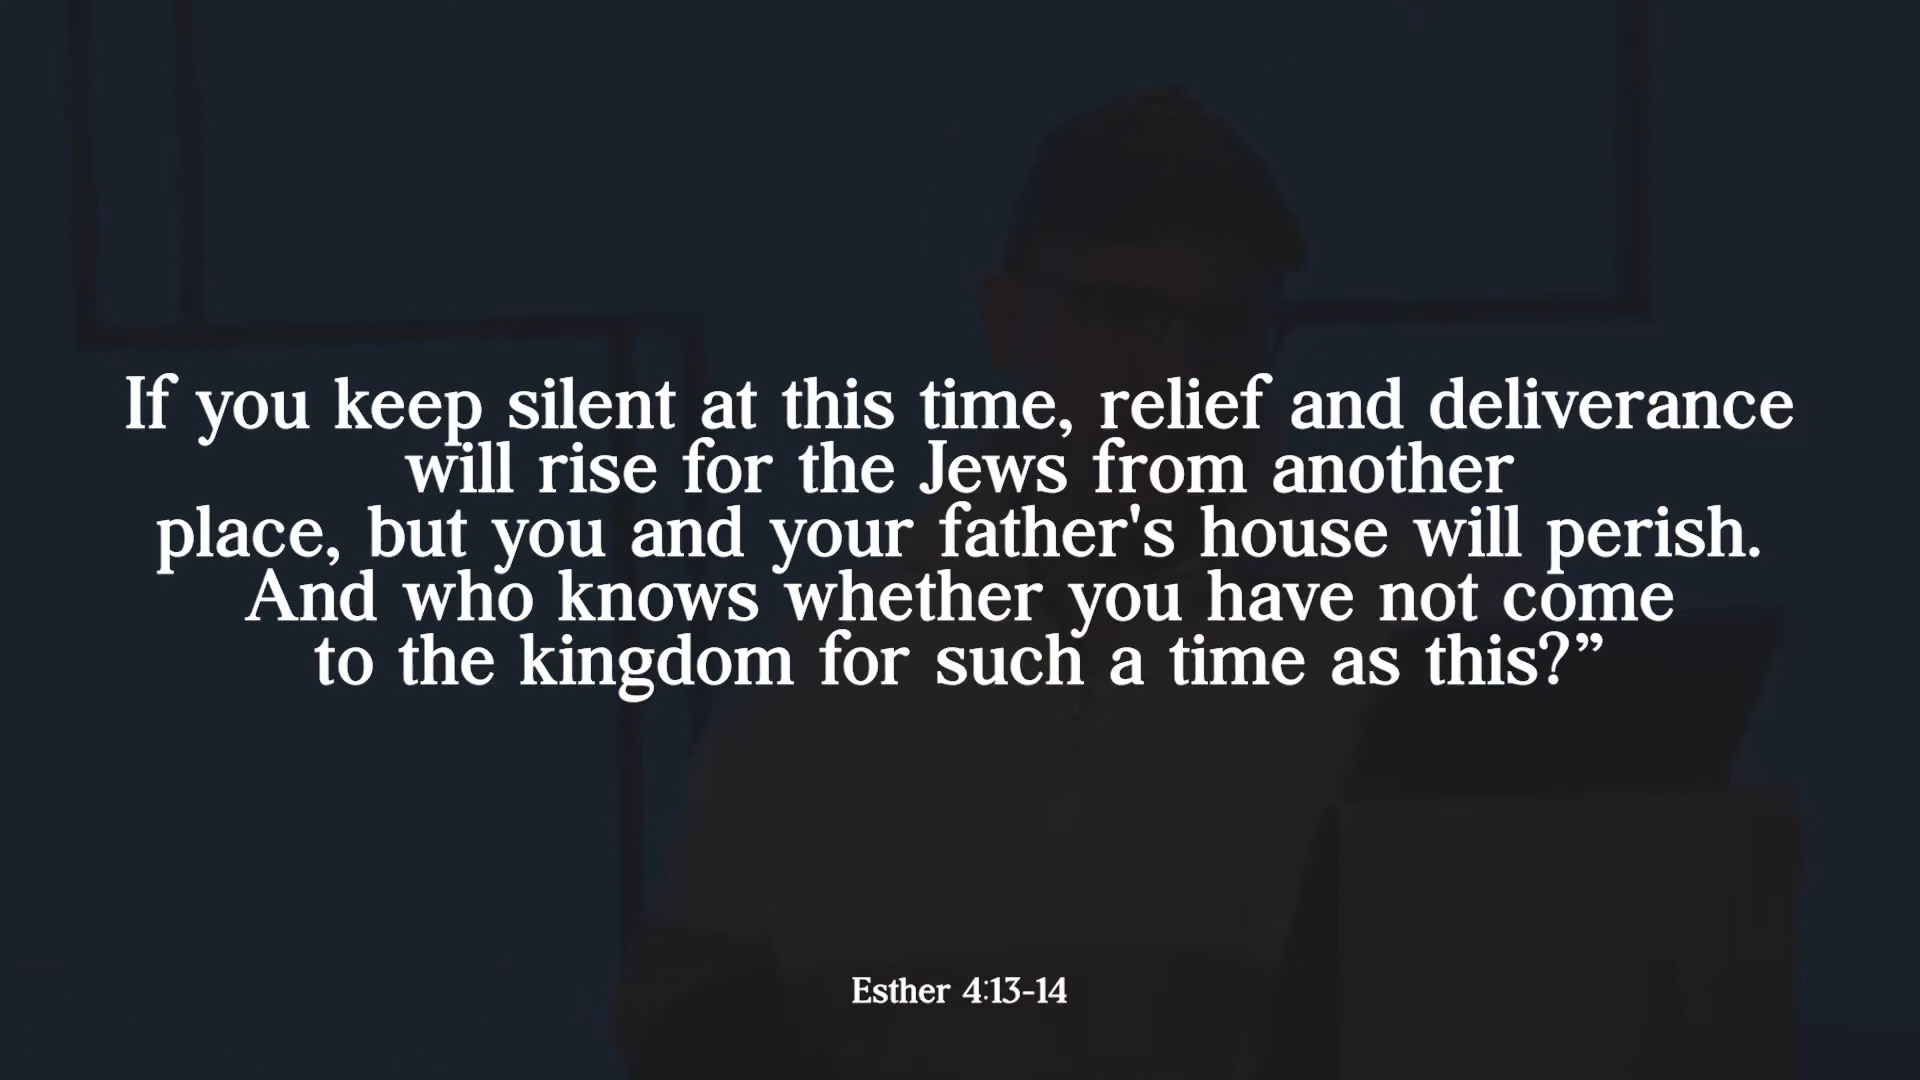 If you keep silent at this time, relief and deliverance
will rise for the Jews from another
place, but you and your father's house will perish.
And who knows whether you have not come
to the kingdom for such a time as this?”
Esther 4:13-14